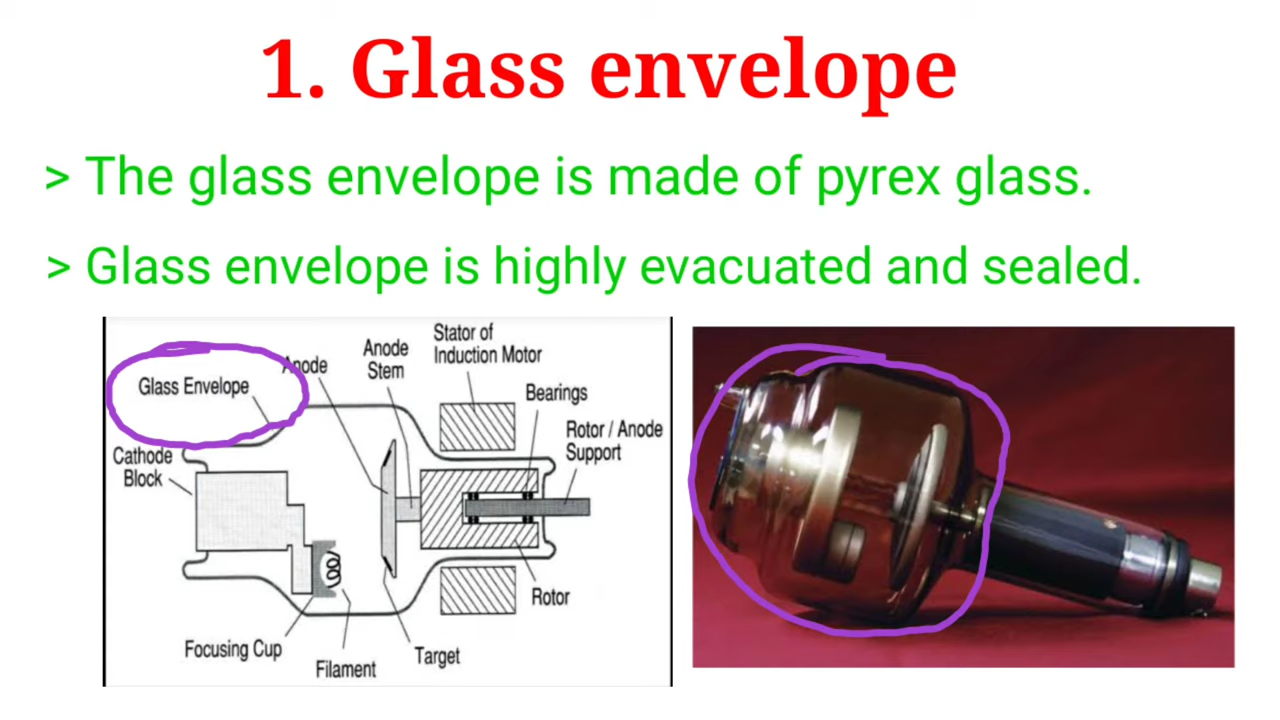 1. Glass envelope
> The glass envelope is made of pyrex glass.
> Glass envelope is highly evacuated and sealed.
Stator of
Induction Motor
Anode
Stem
Anode
Glass Envelope
Bearings
Rotor / Anode
Support
Cathode
Block
Rotor
Focusing Cup
Filament
Target